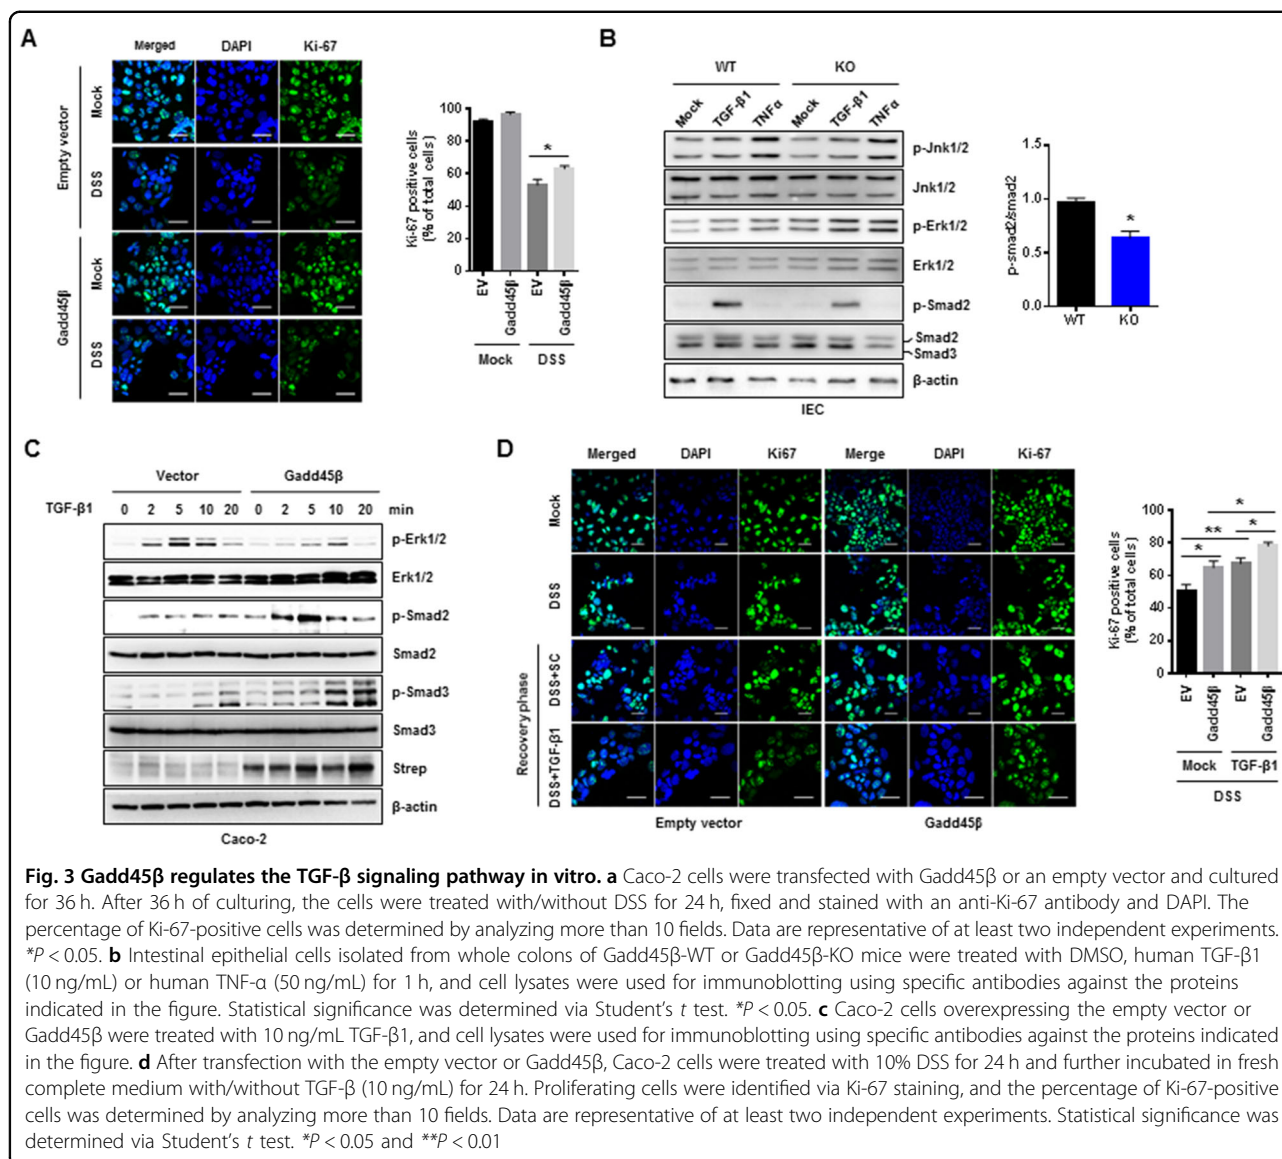 A
Merged DAPI Ki-67
Empty vector
Mock
DSS
Gadd45β
Mock
DSS
Ki-67 positive cells
(% of total cells)
100
80
60
40
20
0
*
EV Gadd45β EV Gadd45β
Mock DSS
B
WT KO
Mock TGF-β1 TNFα Mock TGF-β1 TNFα
p-Jnk1/2
Jnk1/2
p-Erk1/2
Erk1/2
p-Smad2
Smad2
Smad3
β-actin
IEC
p-smad2/smad2
1.5
1.0
0.5
0.0
*
WT KO
C
Vector Gadd45β
TGF-β1 0 2 5 10 20 0 2 5 10 20 min
p-Erk1/2
Erk1/2
p-Smad2
Smad2
p-Smad3
Smad3
Strep
β-actin
Caco-2
D
Merged DAPI Ki67 Merge DAPI Ki-67
Mock
DSS
Recovery phase
DSS+SC
DSS+TGF-β1
Empty vector Gadd45β
Ki-67 positive cells
(% of total cells)
100
80
60
40
20
0
*
** *
*
EV Gadd45β EV Gadd45β
Mock TGF-β1
DSS
Fig. 3 Gadd45β regulates the TGF-β signaling pathway in vitro. a Caco-2 cells were transfected with Gadd45β or an empty vector and cultured
for 36 h. After 36 h of culturing, the cells were treated with/without DSS for 24 h, fixed and stained with an anti-Ki-67 antibody and DAPI. The
percentage of Ki-67-positive cells was determined by analyzing more than 10 fields. Data are representative of at least two independent experiments.
*P < 0.05. b Intestinal epithelial cells isolated from whole colons of Gadd45β-WT or Gadd45β-KO mice were treated with DMSO, human TGF-β1
(10 ng/mL) or human TNF-α (50 ng/mL) for 1 h, and cell lysates were used for immunoblotting using specific antibodies against the proteins
indicated in the figure. Statistical significance was determined via Student's t test. *P < 0.05. c Caco-2 cells overexpressing the empty vector or
Gadd45β were treated with 10 ng/mL TGF-β1, and cell lysates were used for immunoblotting using specific antibodies against the proteins indicated
in the figure. d After transfection with the empty vector or Gadd45β, Caco-2 cells were treated with 10% DSS for 24 h and further incubated in fresh
complete medium with/without TGF-β (10 ng/mL) for 24 h. Proliferating cells were identified via Ki-67 staining, and the percentage of Ki-67-positive
cells was determined by analyzing more than 10 fields. Data are representative of at least two independent experiments. Statistical significance was
determined via Student's t test. *P < 0.05 and **P < 0.01